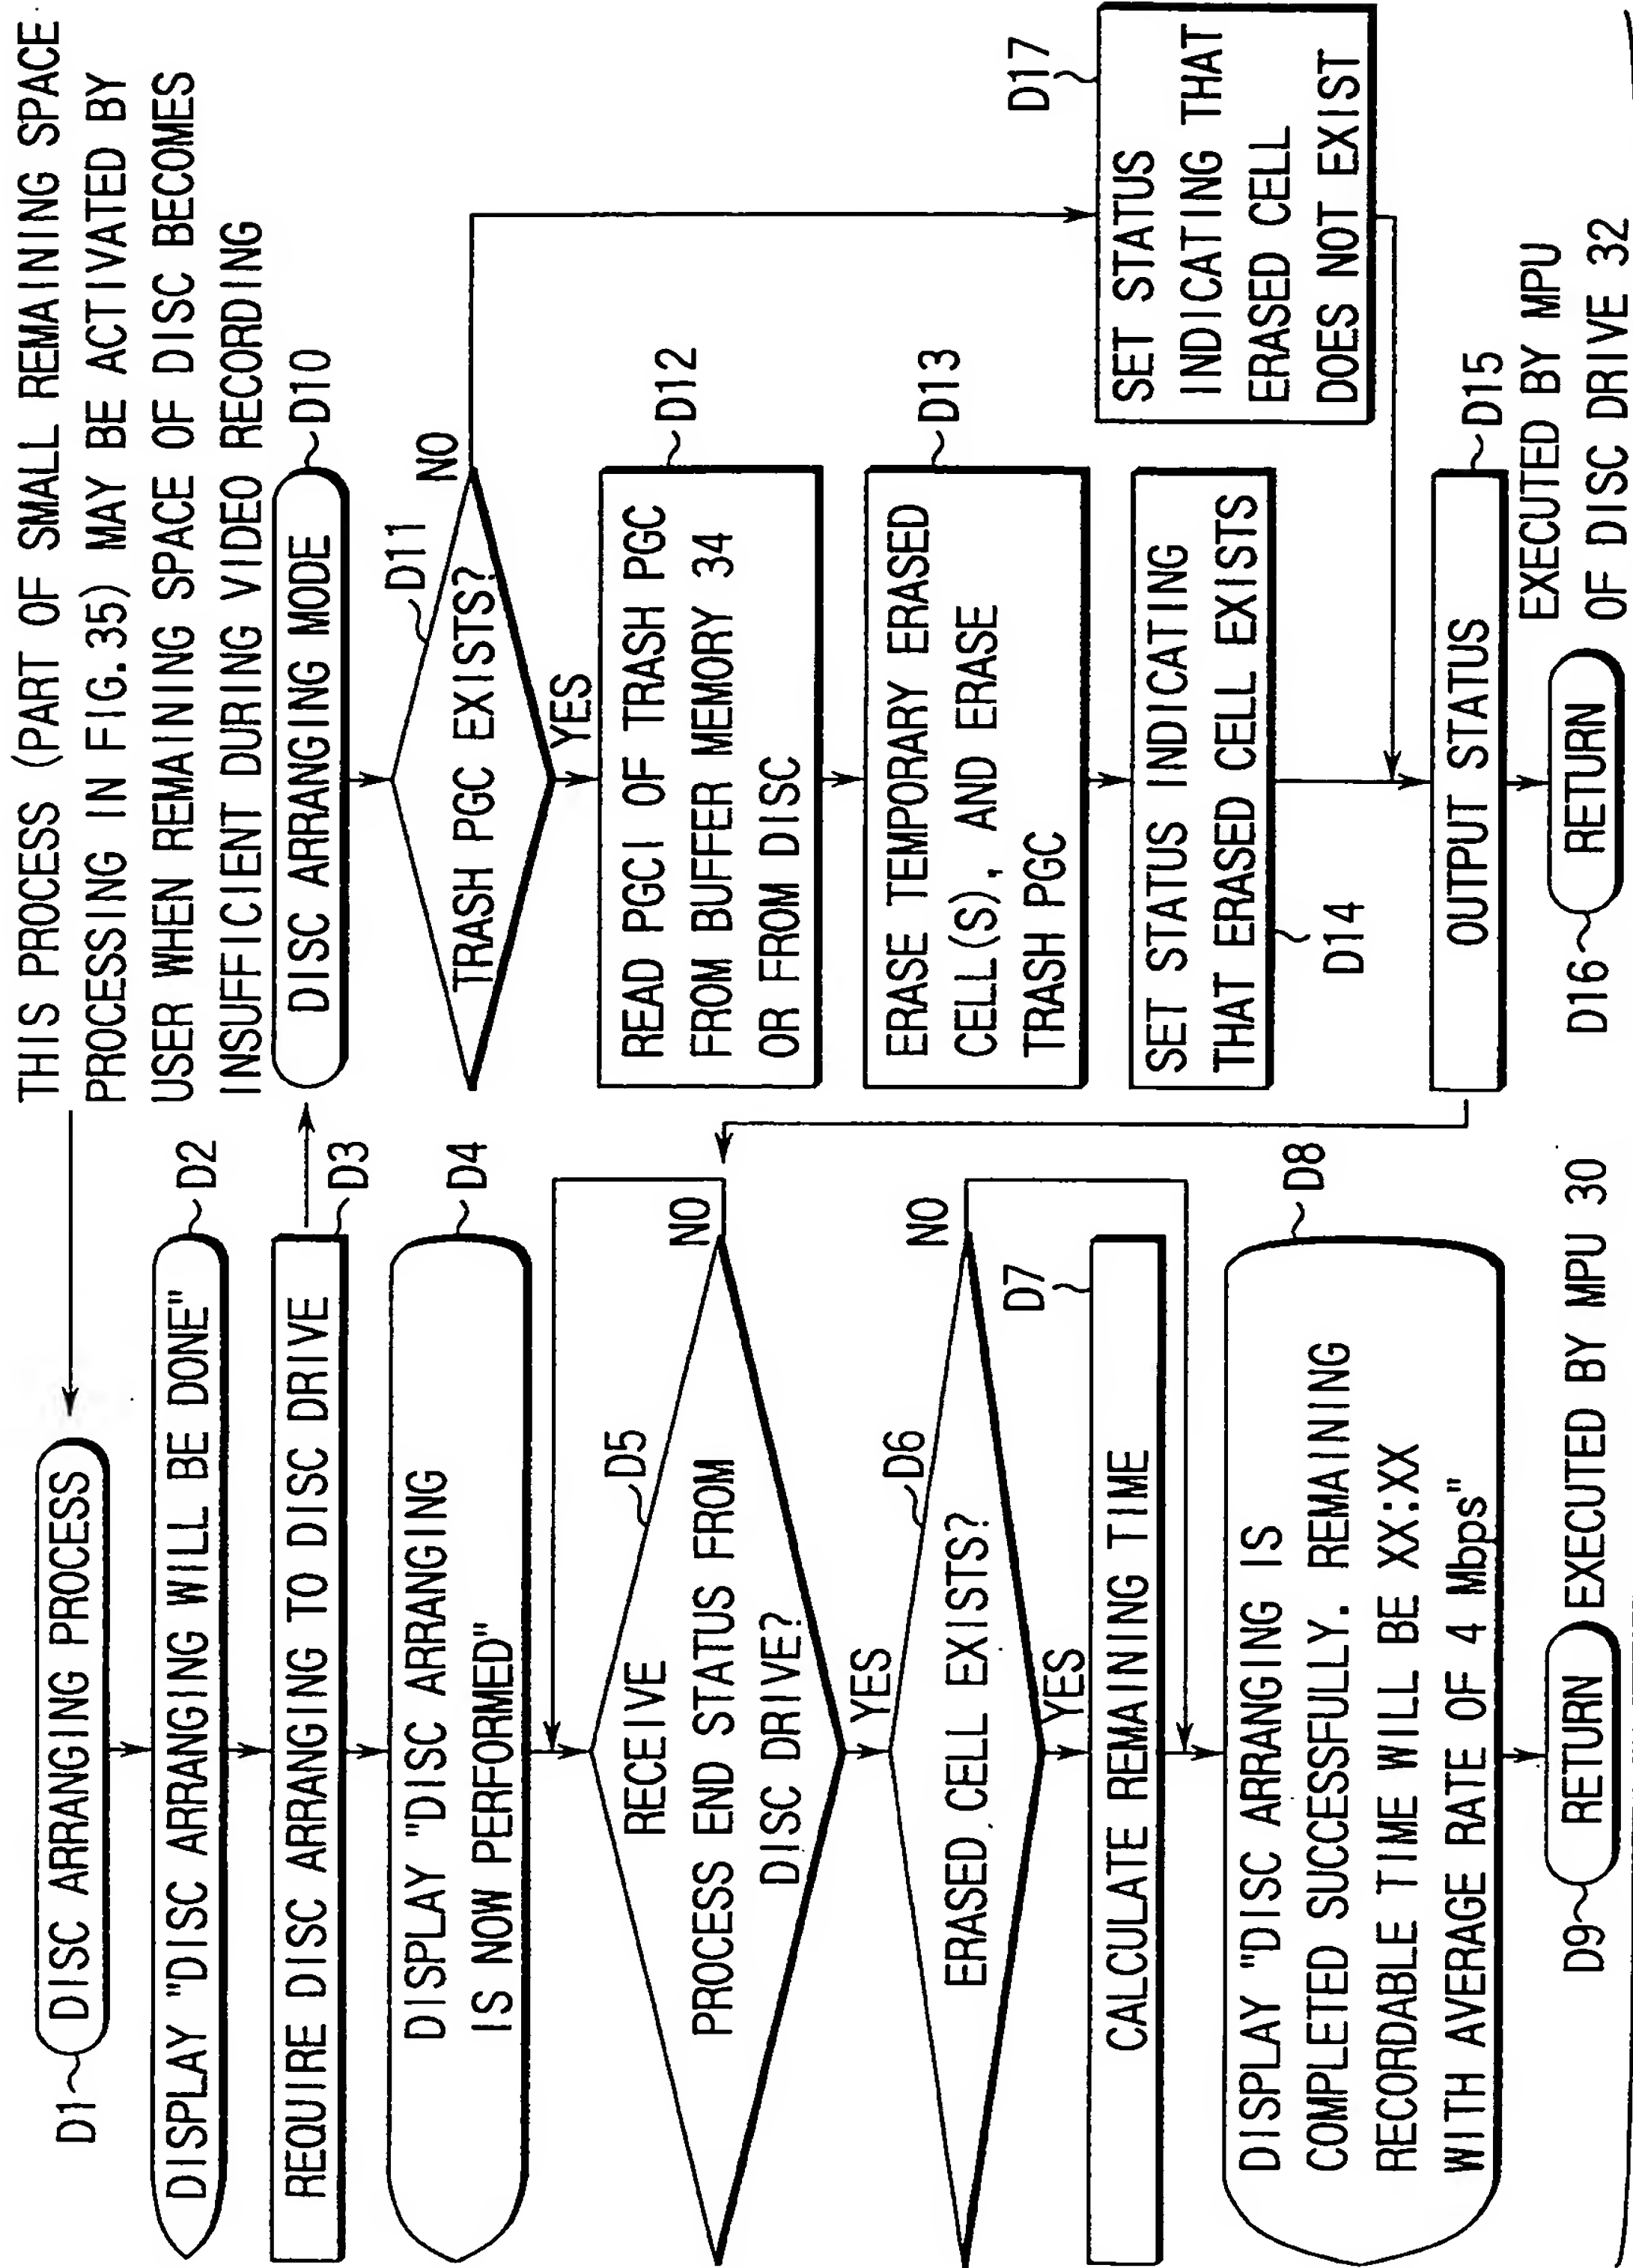 THIS PROCESS (PART OF SMALL REMAINING SPACE
PROCESSING IN FIG.35) MAY BE ACTIVATED BY
USER WHEN REMAINING SPACE OF DISC BECOMES
INSUFFICIENT DURING VIDEO RECORDING
D1
DISC ARRANGING PROCESS
DISPLAY "DISC ARRANGING WILL BE DONE"
D2
REQUIRE DISC ARRANGING TO DISC DRIVE
D3
DISPLAY "DISC ARRANGING
IS NOW PERFORMED"
D4
RECEIVE
PROCESS END STATUS FROM
DISC DRIVE?
D5
NO
YES
ERASED CELL EXISTS?
D6
NO
YES
CALCULATE REMAINING TIME
D7
DISPLAY "DISC ARRANGING IS
COMPLETED SUCCESSFULLY. REMAINING
RECORDABLE TIME WILL BE XX:XX
WITH AVERAGE RATE OF 4 Mbps"
D8
D9
RETURN
EXECUTED BY MPU 30
DISC ARRANGING MODE
D10
TRASH PGC EXISTS?
D11
NO
YES
READ PGCI OF TRASH PGC
FROM BUFFER MEMORY 34
OR FROM DISC
D12
ERASE TEMPORARY ERASED
CELL(S), AND ERASE
TRASH PGC
D13
SET STATUS INDICATING
THAT ERASED CELL EXISTS
D14
SET STATUS
INDICATING THAT
ERASED CELL
DOES NOT EXIST
D17
OUTPUT STATUS
D15
D16
RETURN
EXECUTED BY MPU
OF DISC DRIVE 32